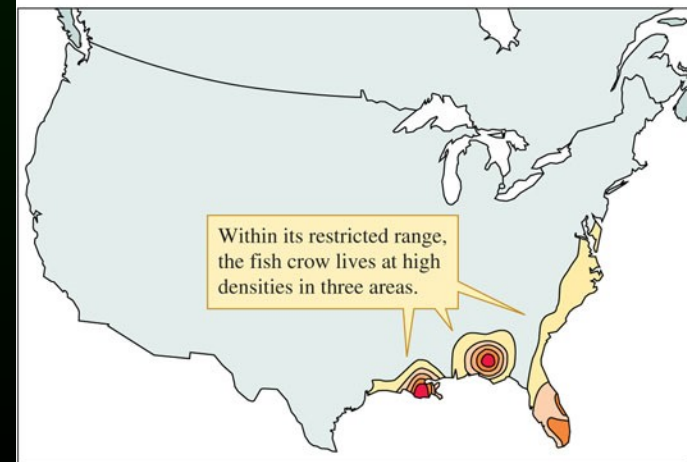 Within its restricted range,
the fish crow lives at high
densities in three areas.